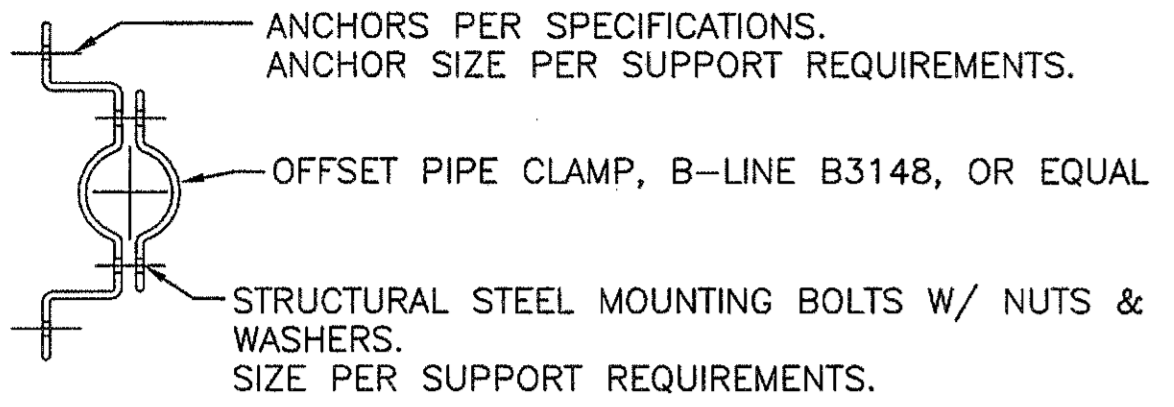 ANCHORS PER SPECIFICATIONS.
ANCHOR SIZE PER SUPPORT REQUIREMENTS.
OFFSET PIPE CLAMP, B-LINE B3148, OR EQUAL
STRUCTURAL STEEL MOUNTING BOLTS W/ NUTS &
WASHERS.
SIZE PER SUPPORT REQUIREMENTS.